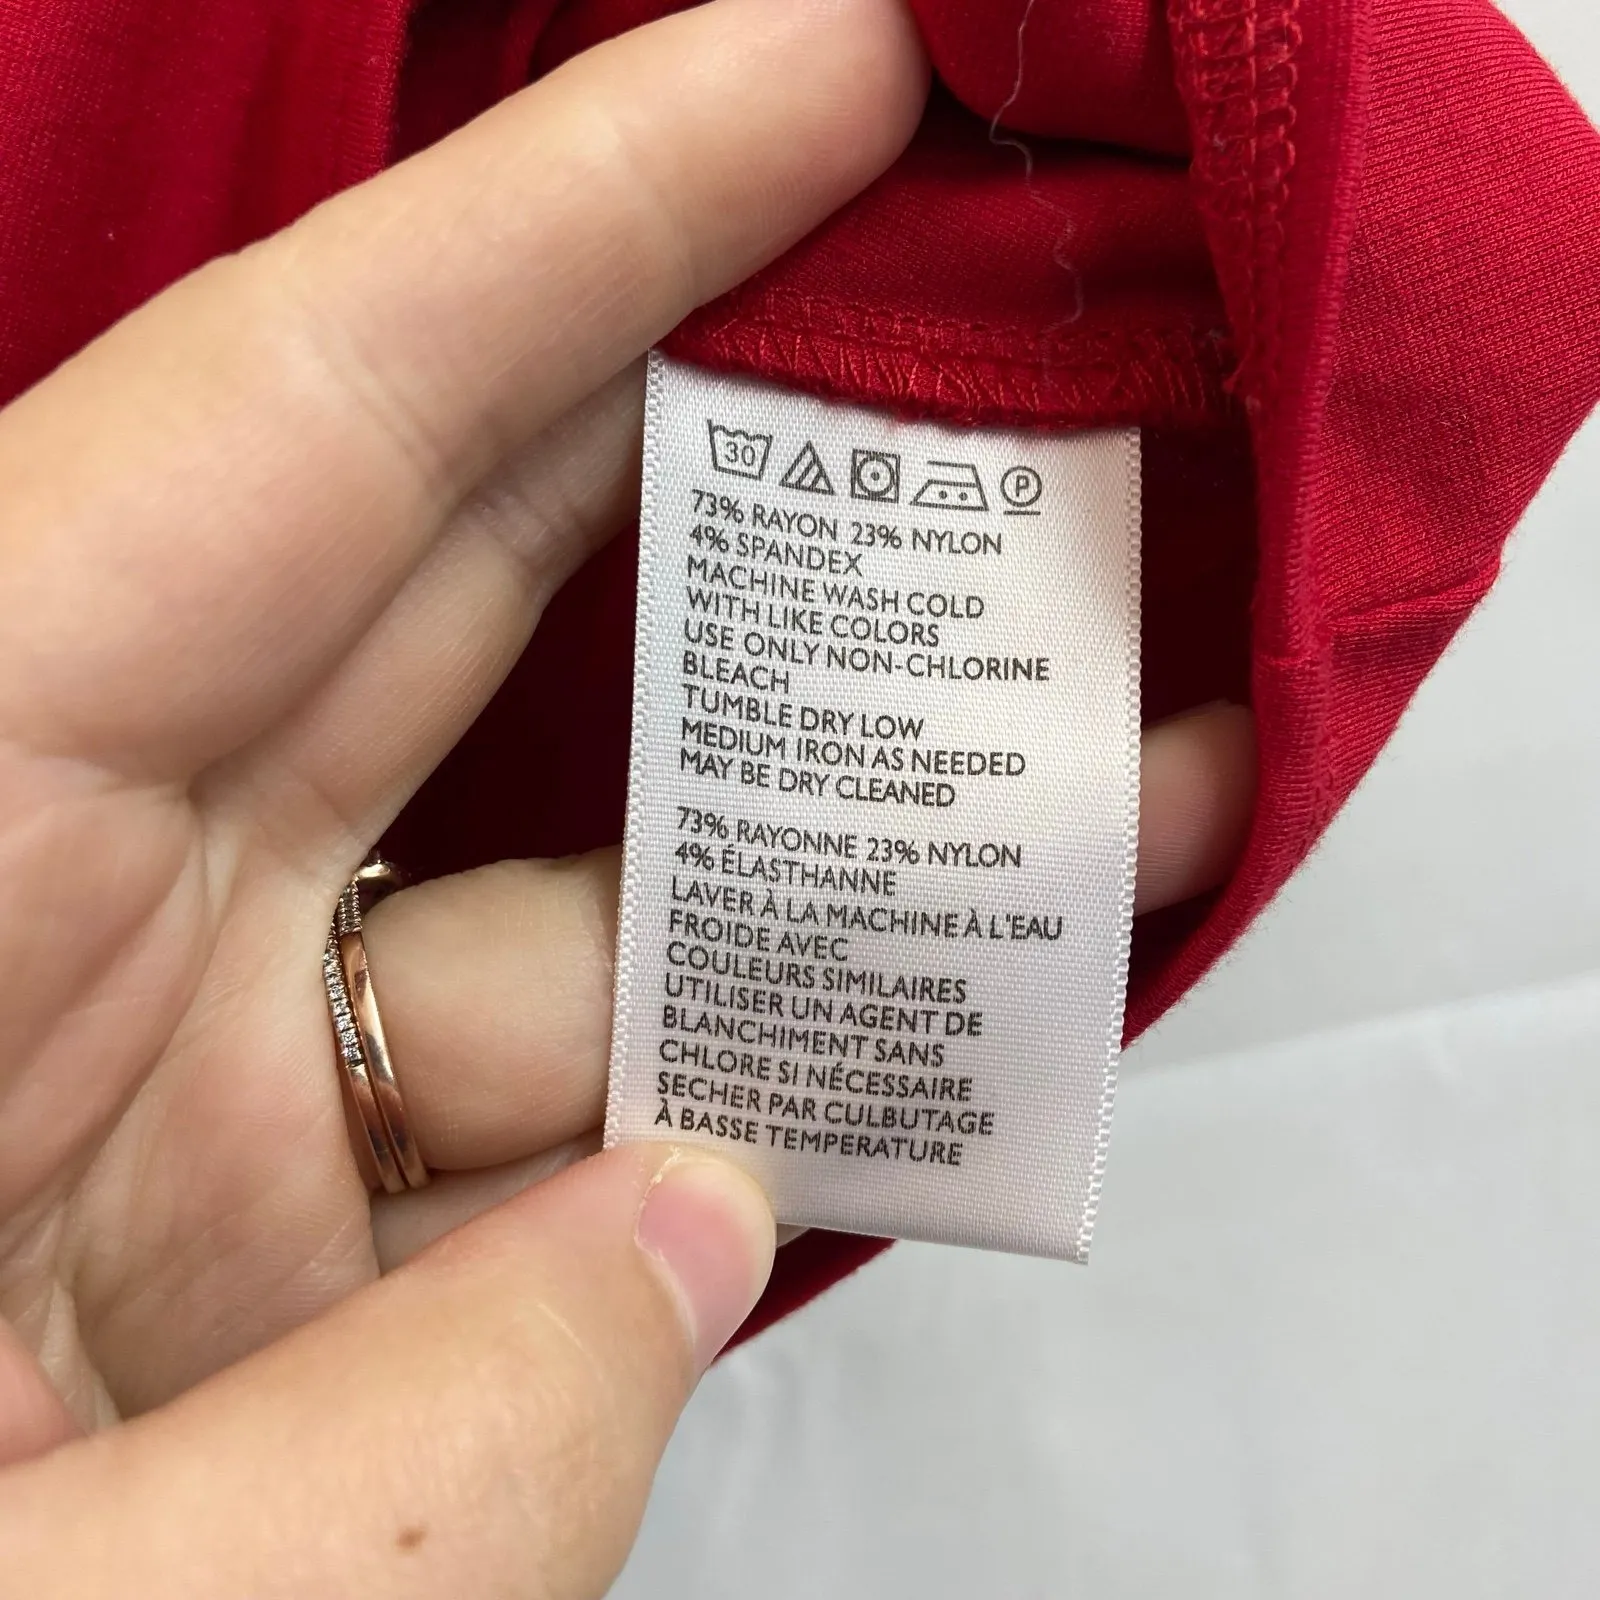 30 P
73% RAYON 23% NYLON
4% SPANDEX
MACHINE WASH COLD
WITH LIKE COLORS
USE ONLY NON-CHLORINE
BLEACH
TUMBLE DRY LOW
MEDIUM IRON AS NEEDED
MAY BE DRY CLEANED
73% RAYONNE 23% NYLON
4% ÉLASTHANNE
LAVER À LA MACHINE À L'EAU
FROIDE AVEC
COULEURS SIMILAIRES
UTILISER UN AGENT DE
BLANCHIMENT SANS
CHLORE SI NÉCESSAIRE
SECHER PAR CULBUTAGE
À BASSE TEMPERATURE